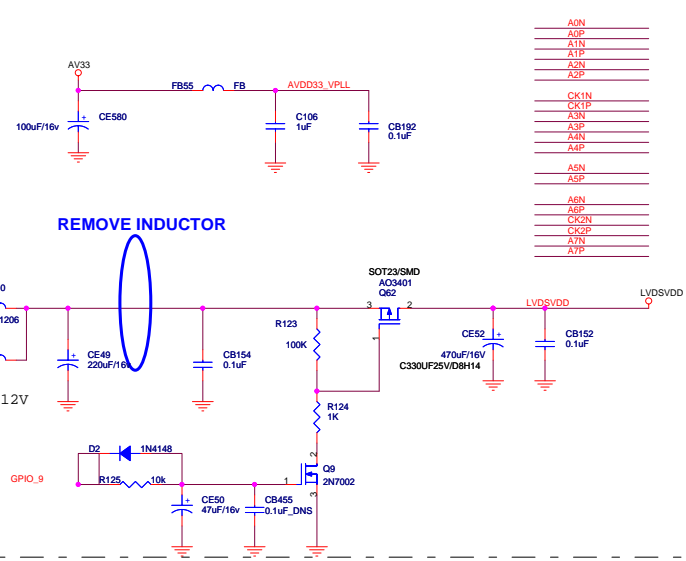 A0N
A0P
A1N
A1P
A2N
A2P
CK1N
CK1P
A3N
A3P
A4N
A4P
A5N
A5P
A6N
A6P
CK2N
CK2P
A7N
A7P
AV33
FB55 FB AVDD33_VPLL
CE580
100uF/16v
C106
1uF
CB192
0.1uF
REMOVE INDUCTOR
SOT23/SMD
AO3401
Q62
3 2
1
LVDSVDD
LVDSVDD
0
1206
R123
100K
CE49
220uF/16v
CB154
0.1uF
CE52
470uF/16V
C330UF25V/D8H14
CB152
0.1uF
12V
R124
1K
D2 1N4148
GPIO_9
R125 10k
2
1
3
Q9
2N7002
CE50
47uF/16v
CB455
0.1uF_DNS